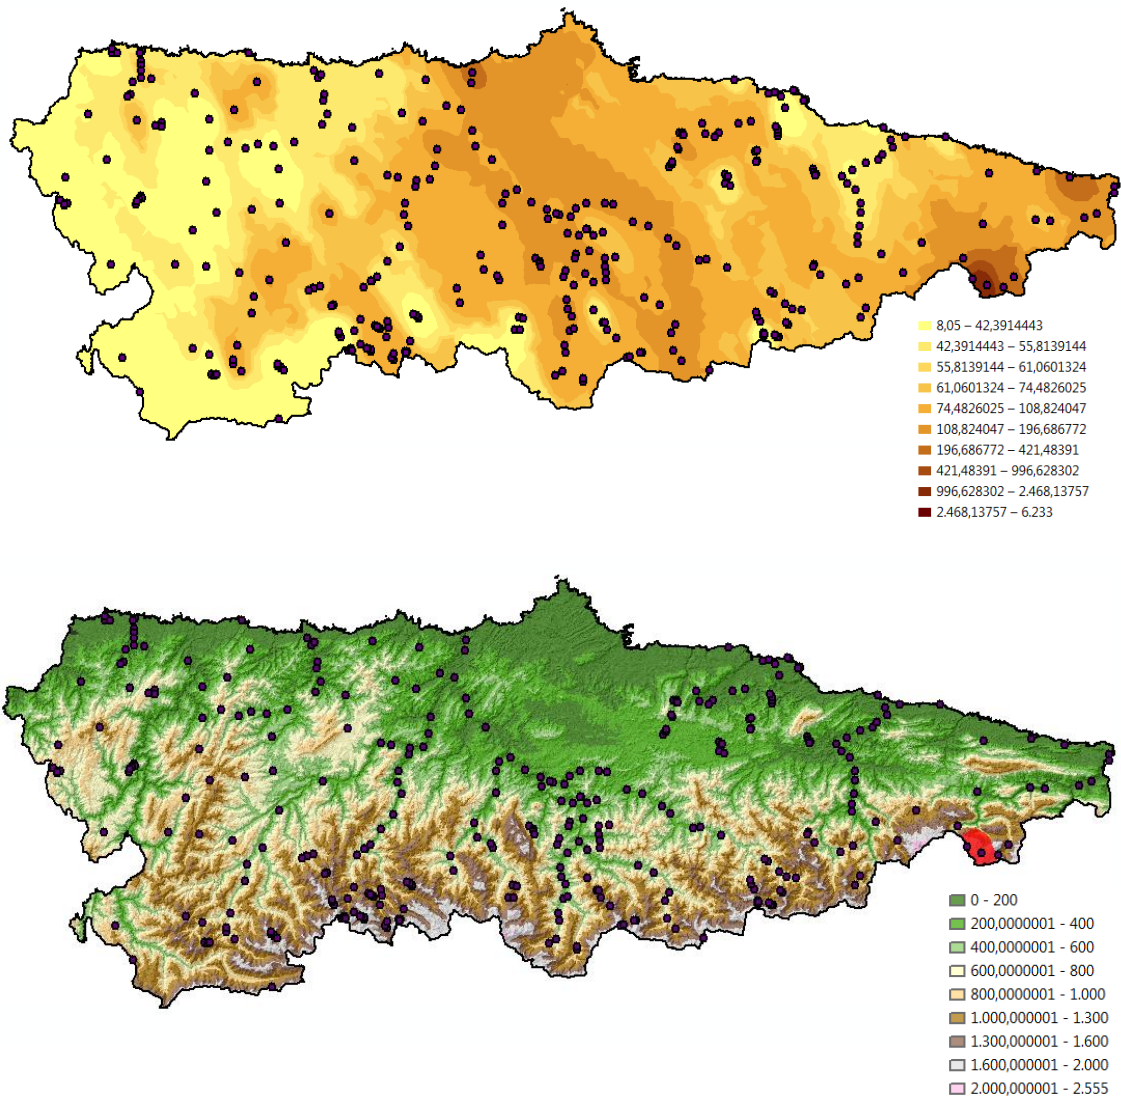 8,05 – 42,3914443
42,3914443 – 55,8139144
55,8139144 – 61,0601324
61,0601324 – 74,4826025
74,4826025 – 108,824047
108,824047 – 196,686772
196,686772 – 421,48391
421,48391 – 996,628302
996,628302 – 2.468,13757
2.468,13757 – 6.233
0 - 200
200,0000001 - 400
400,0000001 - 600
600,0000001 - 800
800,0000001 - 1.000
1.000,000001 - 1.300
1.300,000001 - 1.600
1.600,000001 - 2.000
2.000,000001 - 2.555